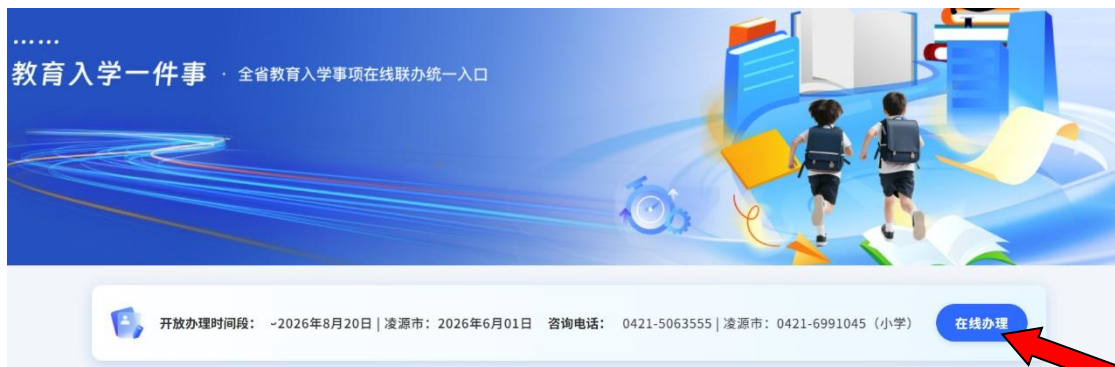 教育入学一件事 · 全省教育入学事项在线联办统一入口
开放办理时间段： ~2026年8月20日 | 凌源市：2026年6月01日 咨询电话： 0421-5063555 | 凌源市：0421-6991045（小学） 在线办理